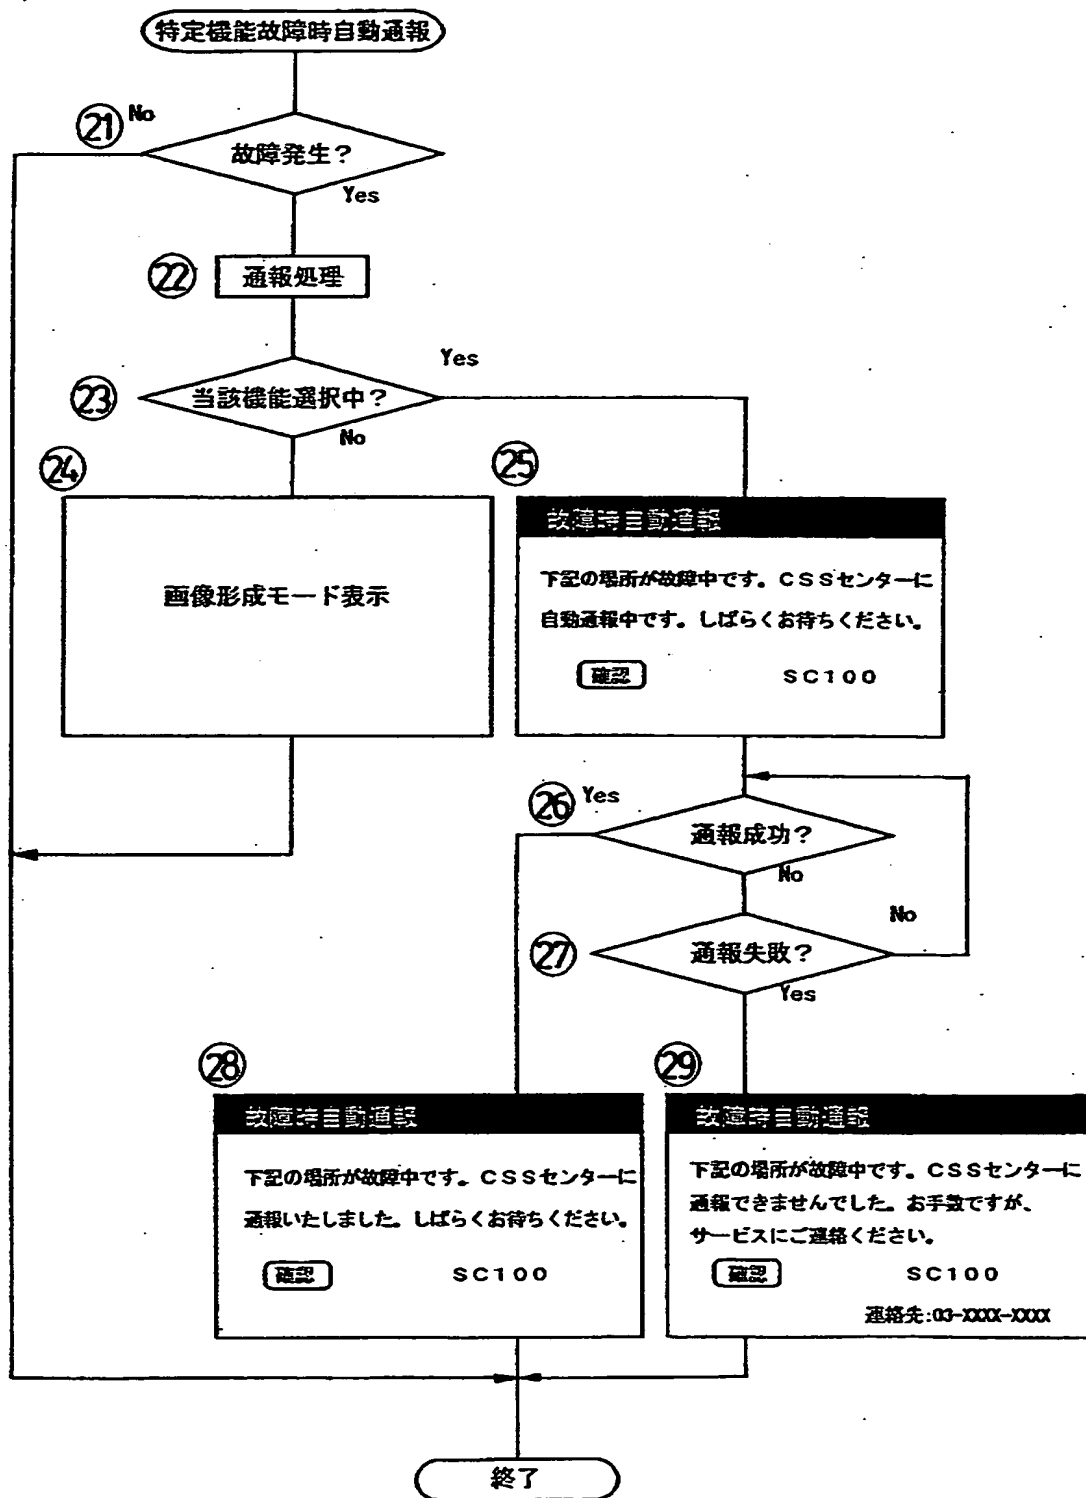 特定機能故障時自動通報
21
No
故障発生?
Yes
22
通報処理
Yes
23
当該機能選択中?
No
24
画像形成モード表示
25
故障時自動通報
下記の場所が故障中です。CSSセンターに
自動通報中です。しばらくお待ちください。
確認
SC100
26
Yes
通報成功?
No
No
27
通報失敗?
Yes
28
故障時自動通報
下記の場所が故障中です。CSSセンターに
通報いたしました。しばらくお待ちください。
確認
SC100
29
故障時自動通報
下記の場所が故障中です。CSSセンターに
通報できませんでした。お手数ですが、
サービスにご連絡ください。
確認
SC100
連絡先:03-XXXX-XXXX
終了